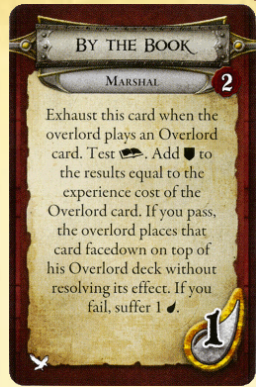 By the Book
Marshal
2
Exhaust this card when the
overlord plays an Overlord
card. Test . Add to
the results equal to the
experience cost of the
Overlord card. If you pass,
the overlord places that
card facedown on top of
his Overlord deck without
resolving its effect. If you
fail, suffer 1 .
1